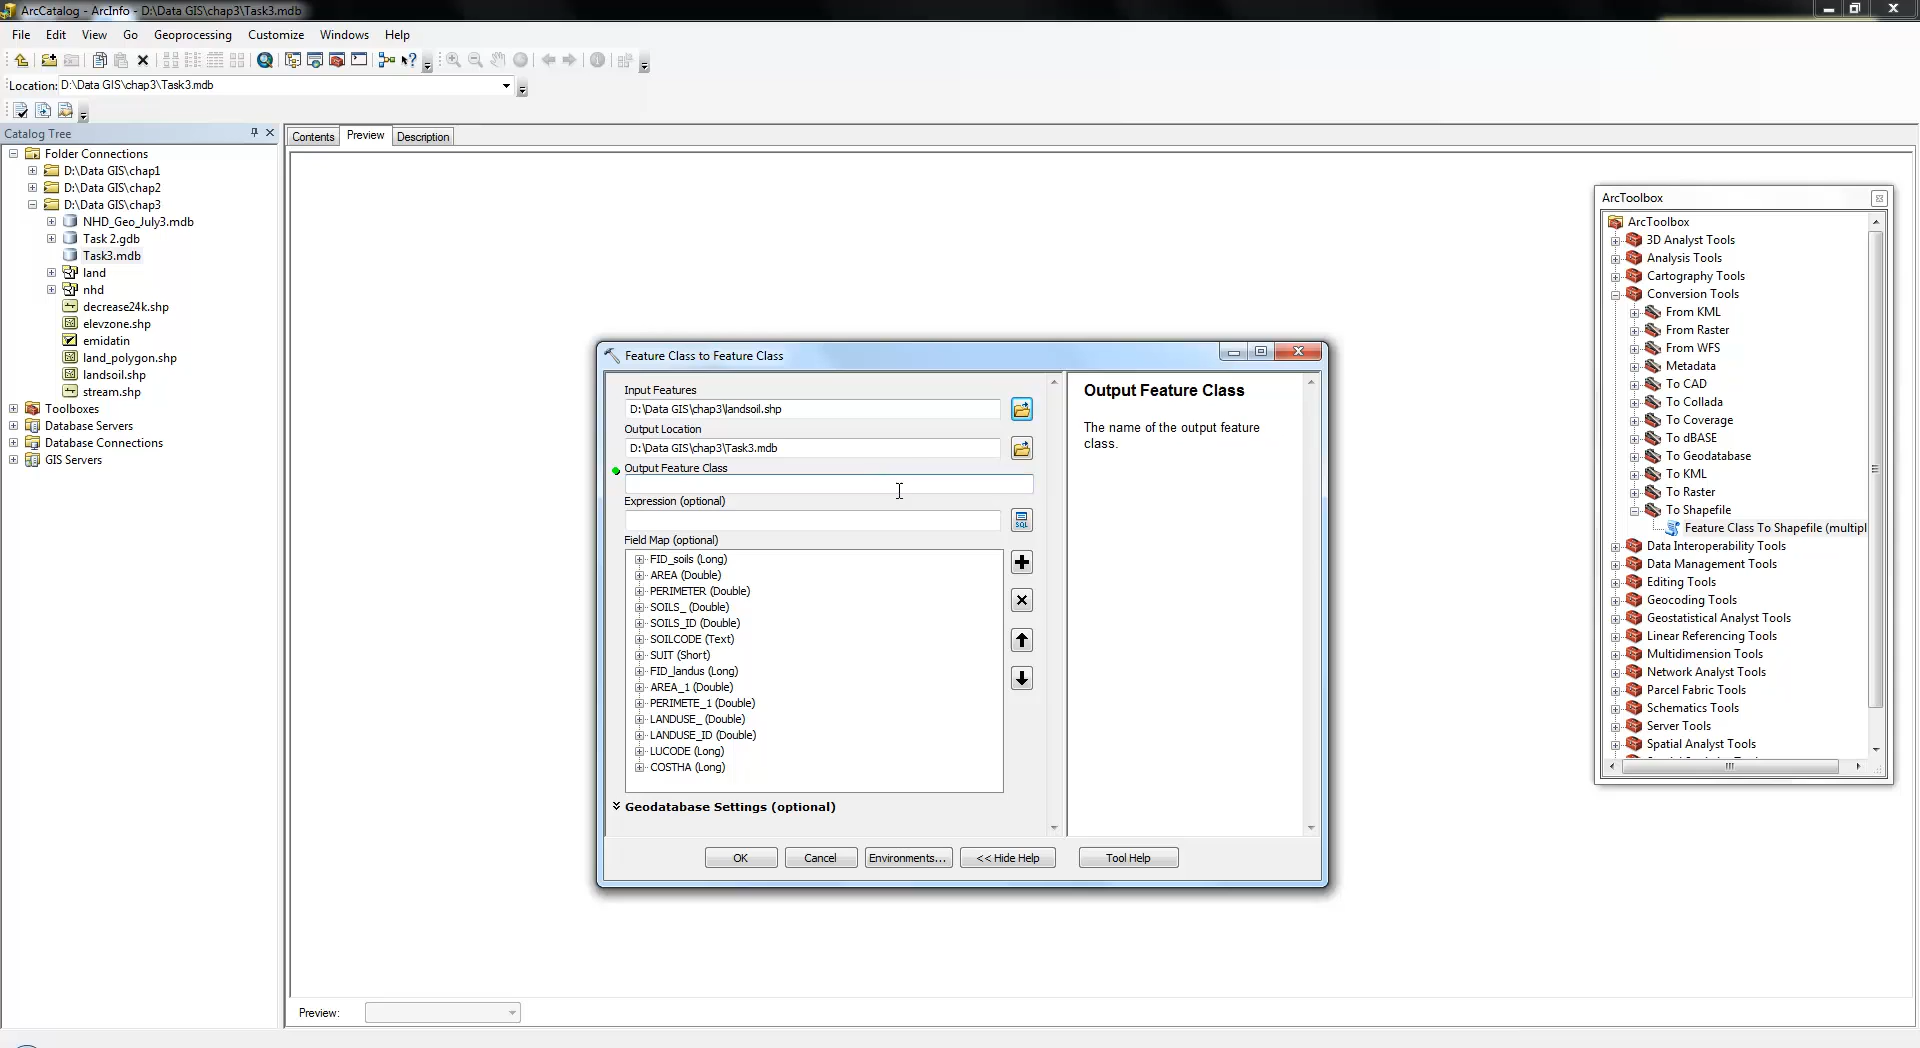 ArcCatalog - ArcInfo - D:\Data GIS\chap3\Task3.mdb
File Edit View Go Geoprocessing Customize Windows Help
Location: D:\Data GIS\chap3\Task3.mdb
Catalog Tree
Folder Connections
D:\Data GIS\chap1
D:\Data GIS\chap2
D:\Data GIS\chap3
NHD_Geo_July3.mdb
Task 2.gdb
Task3.mdb
land
nhd
decrease24k.shp
elevzone.shp
emidatin
land_polygon.shp
landsoil.shp
stream.shp
Toolboxes
Database Servers
Database Connections
GIS Servers
Contents Preview Description
Feature Class to Feature Class
Input Features
D:\Data GIS\chap3\landsoil.shp
Output Location
D:\Data GIS\chap3\Task3.mdb
Output Feature Class
Expression (optional)
SQL
Field Map (optional)
FID_soils (Long)
AREA (Double)
PERIMETER (Double)
SOILS_ (Double)
SOILS_ID (Double)
SOILCODE (Text)
SUIT (Short)
FID_landus (Long)
AREA_1 (Double)
PERIMETE_1 (Double)
LANDUSE_ (Double)
LANDUSE_ID (Double)
LUCODE (Long)
COSTHA (Long)
Geodatabase Settings (optional)
OK Cancel Environments... << Hide Help Tool Help
Output Feature Class
The name of the output feature
class.
ArcToolbox
ArcToolbox
3D Analyst Tools
Analysis Tools
Cartography Tools
Conversion Tools
From KML
From Raster
From WFS
Metadata
To CAD
To Collada
To Coverage
To dBASE
To Geodatabase
To KML
To Raster
To Shapefile
Feature Class To Shapefile (multipl
Data Interoperability Tools
Data Management Tools
Editing Tools
Geocoding Tools
Geostatistical Analyst Tools
Linear Referencing Tools
Multidimension Tools
Network Analyst Tools
Parcel Fabric Tools
Schematics Tools
Server Tools
Spatial Analyst Tools
Preview: